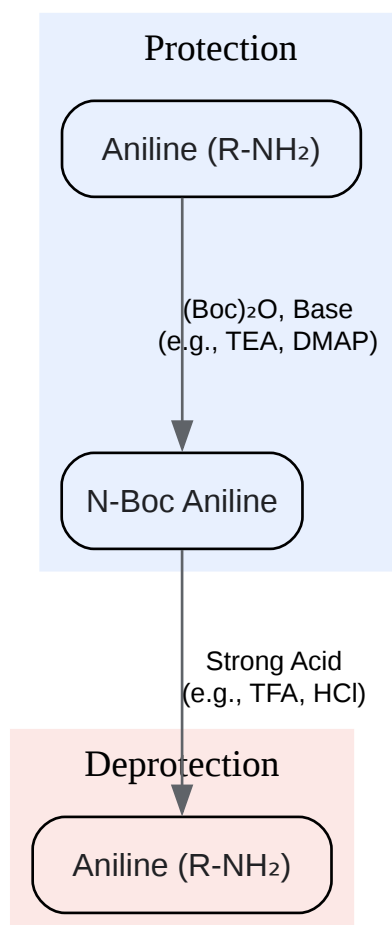 Protection
Aniline (R-NH₂)
(Boc)₂O, Base
(e.g., TEA, DMAP)
N-Boc Aniline
Strong Acid
(e.g., TFA, HCl)
Deprotection
Aniline (R-NH₂)